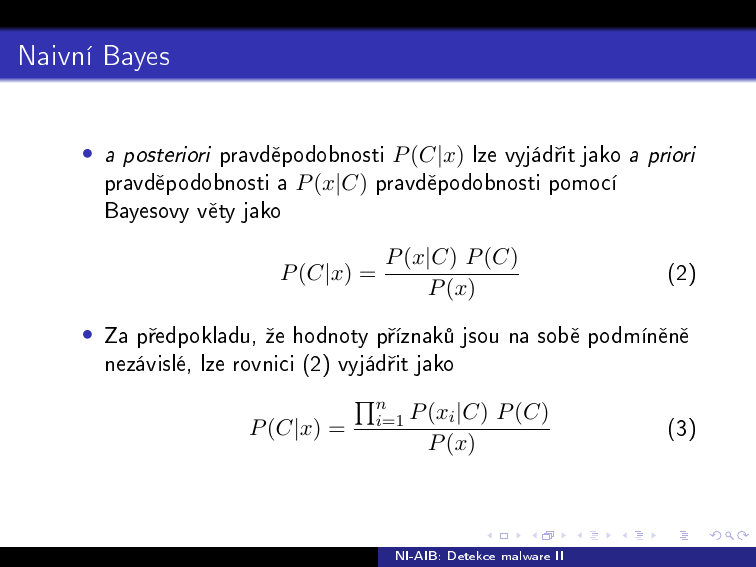 Naivní Bayes
• a posteriori pravděpodobnosti P(C|x) lze vyjádřit jako a priori
pravděpodobnosti a P(x|C) pravděpodobnosti pomocí
Bayesovy věty jako
P(C|x) = \frac{P(x|C) P(C)}{P(x)} (2)
• Za předpokladu, že hodnoty příznaků jsou na sobě podmíněně
nezávislé, lze rovnici (2) vyjádřit jako
P(C|x) = \frac{\prod_{i=1}^{n} P(x_i|C) P(C)}{P(x)} (3)
NI-AIB: Detekce malware II